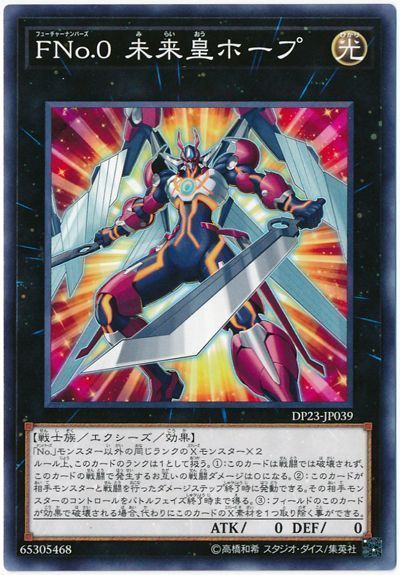 フューチャーナンバーズ み らい おう
FNo.0 未来皇ホープ
ひかり
光
DP23-JP039
【戦士族／エクシーズ／効果】
「No.」モンスター以外の同じランクのXモンスター×2
ルール上、このカードのランクは1として扱う。①:このカードは戦闘では破壊されず、
このカードの戦闘で発生するお互いの戦闘ダメージは0になる。②:このカードが
相手モンスターと戦闘を行ったダメージステップ終了時に発動できる。その相手モ
ンスターのコントロールをバトルフェイズ終了時まで得る。③:フィールドのこのカード
が効果で破壊される場合、代わりにこのカードのX素材を1つ取り除く事ができる。
ATK/ 0 DEF/ 0
65305468
©高橋和希 スタジオ・ダイス/集英社